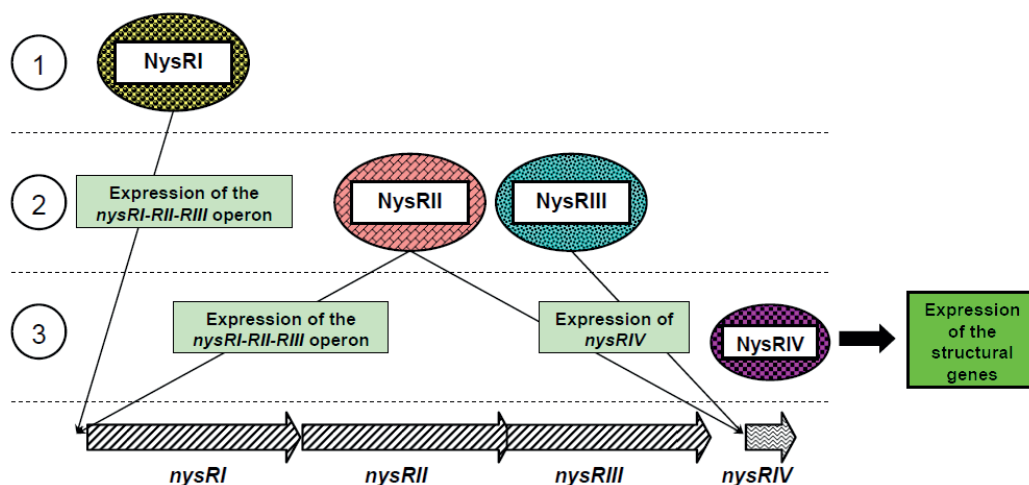 1
NysRI
2
Expression of the
nysRI-RII-RIII operon
NysRII
NysRIII
3
Expression of the
nysRI-RII-RIII operon
Expression of
nysRIV
NysRIV
Expression
of the
structural
genes
nysRI
nysRII
nysRIII
nysRIV